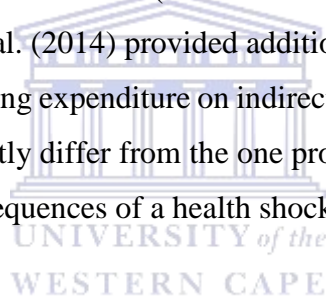 al. (2014) provided additio
ng expenditure on indirec
tly differ from the one pro
equences of a health shock
UNIVERSITY of the
WESTERN CAPE